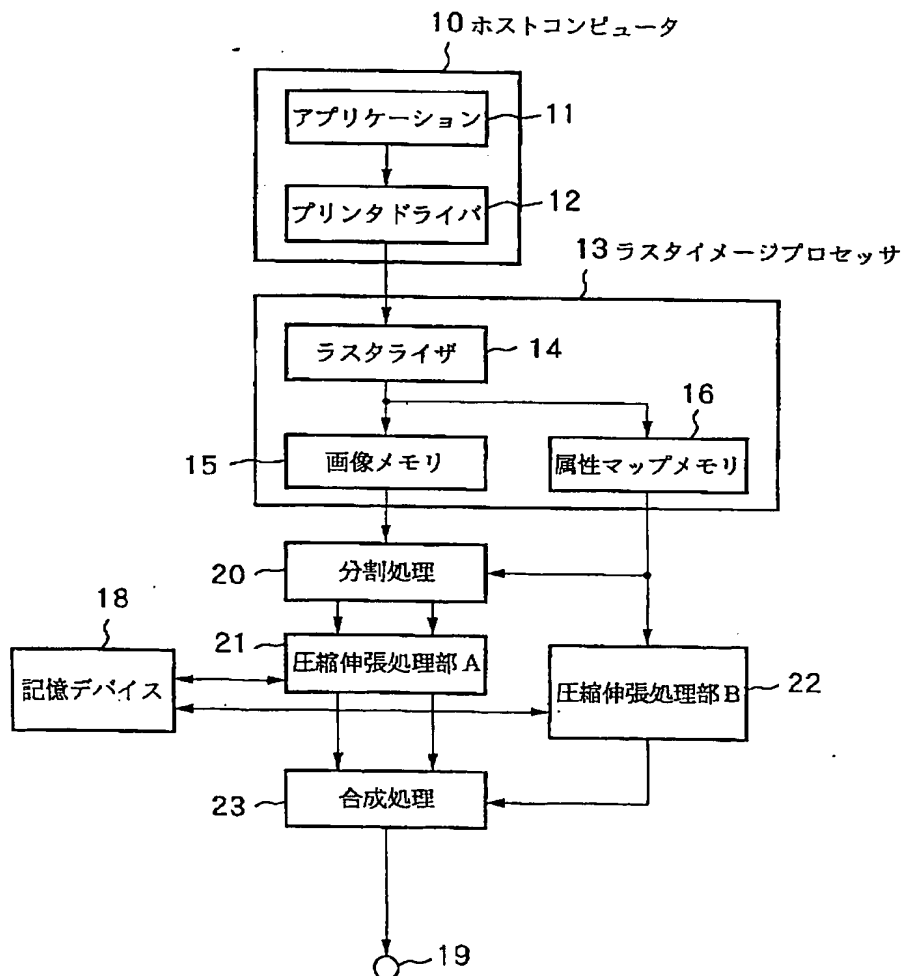 10 ホストコンピュータ
アプリケーション 11
プリンタドライバ 12
13 ラスタイメージプロセッサ
ラスタライザ 14
16
15 画像メモリ 属性マップメモリ
20 分割処理
18
21
記憶デバイス 圧縮伸張処理部A 圧縮伸張処理部B 22
23 合成処理
19